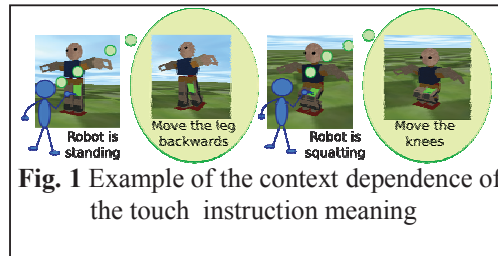 Robot is
standing
Move the leg
backwards
Robot is
squatting
Move the
knees
Fig. 1 Example of the context dependence of
the touch instruction meaning